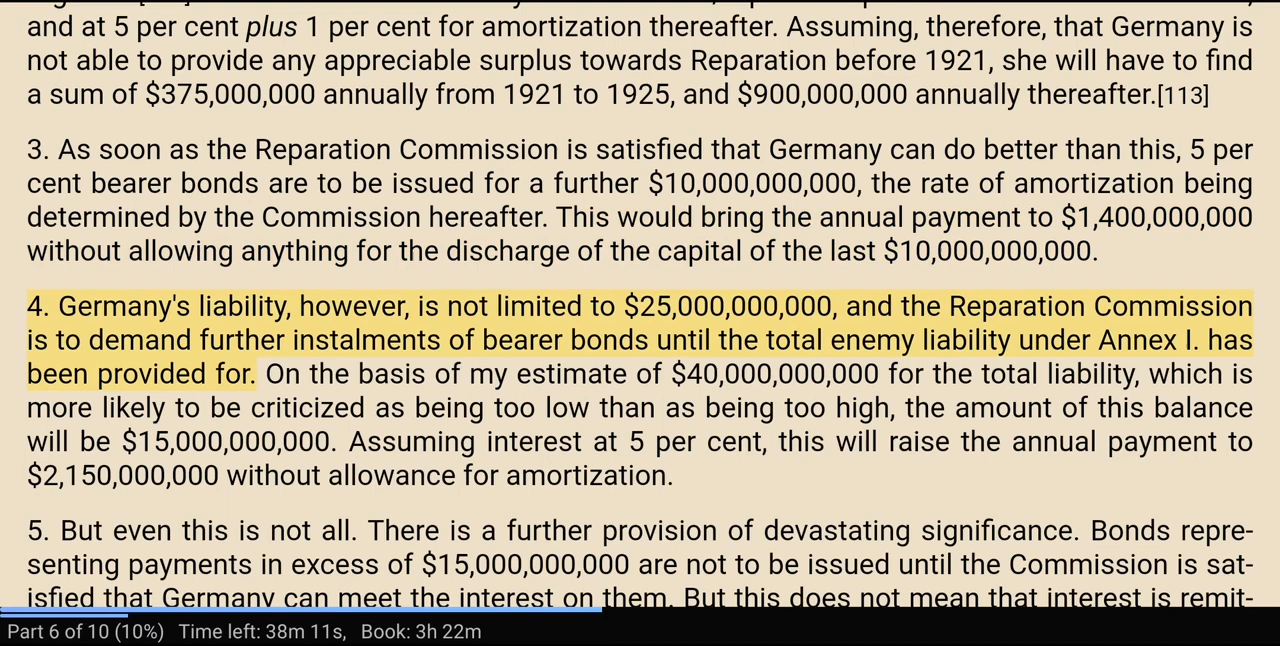 and at 5 per cent plus 1 per cent for amortization thereafter. Assuming, therefore, that Germany is
not able to provide any appreciable surplus towards Reparation before 1921, she will have to find
a sum of $375,000,000 annually from 1921 to 1925, and $900,000,000 annually thereafter.[113]
3. As soon as the Reparation Commission is satisfied that Germany can do better than this, 5 per
cent bearer bonds are to be issued for a further $10,000,000,000, the rate of amortization being
determined by the Commission hereafter. This would bring the annual payment to $1,400,000,000
without allowing anything for the discharge of the capital of the last $10,000,000,000.
4. Germany's liability, however, is not limited to $25,000,000,000, and the Reparation Commission
is to demand further instalments of bearer bonds until the total enemy liability under Annex I. has
been provided for. On the basis of my estimate of $40,000,000,000 for the total liability, which is
more likely to be criticized as being too low than as being too high, the amount of this balance
will be $15,000,000,000. Assuming interest at 5 per cent, this will raise the annual payment to
$2,150,000,000 without allowance for amortization.
5. But even this is not all. There is a further provision of devastating significance. Bonds repre-
senting payments in excess of $15,000,000,000 are not to be issued until the Commission is sat-
isfied that Germany can meet the interest on them. But this does not mean that interest is remit-
Part 6 of 10 (10%) Time left: 38m 11s, Book: 3h 22m